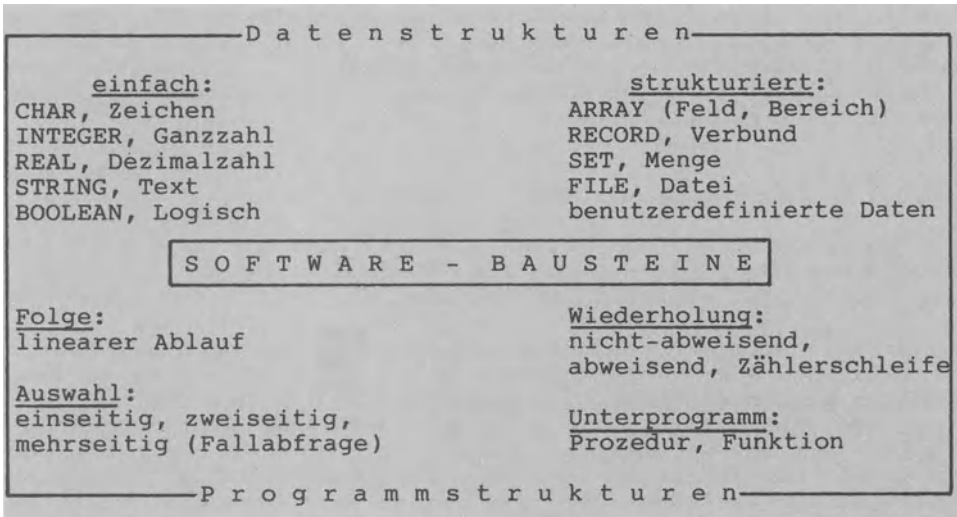 Datenstrukturen
einfach:
CHAR, Zeichen
INTEGER, Ganzzahl
REAL, Dezimalzahl
STRING, Text
BOOLEAN, Logisch
strukturiert:
ARRAY (Feld, Bereich)
RECORD, Verbund
SET, Menge
FILE, Datei
benutzerdefinierte Daten
SOFTWARE - BAUSTEINE
Folge:
linearer Ablauf
Auswahl:
einseitig, zweiseitig,
mehrseitig (Fallabfrage)
Wiederholung:
nicht-abweisend,
abweisend, Zählerschleife
Unterprogramm:
Prozedur, Funktion
Programmstrukturen